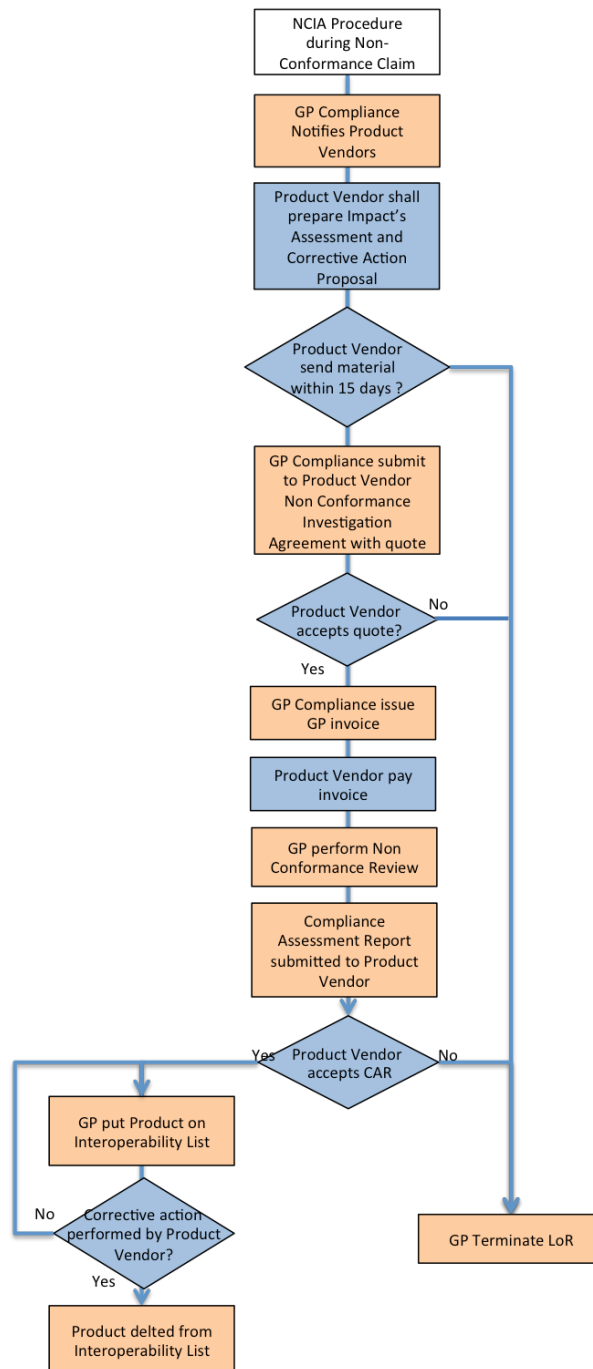 NCIA Procedure
during Non-
Conformance Claim
GP Compliance
Notifies Product
Vendors
Product Vendor shall
prepare Impact's
Assessment and
Corrective Action
Proposal
Product Vendor
send material
within 15 days ?
GP Compliance submit
to Product Vendor
Non Conformance
Investigation
Agreement with quote
Product Vendor
accepts quote?
No
Yes
GP Compliance issue
GP invoice
Product Vendor pay
invoice
GP perform Non
Conformance Review
Compliance
Assessment Report
submitted to Product
Vendor
Yes
Product Vendor
accepts CAR
No
GP put Product on
Interoperability List
No
Corrective action
performed by Product
Vendor?
GP Terminate LoR
Yes
Product delted from
Interoperability List